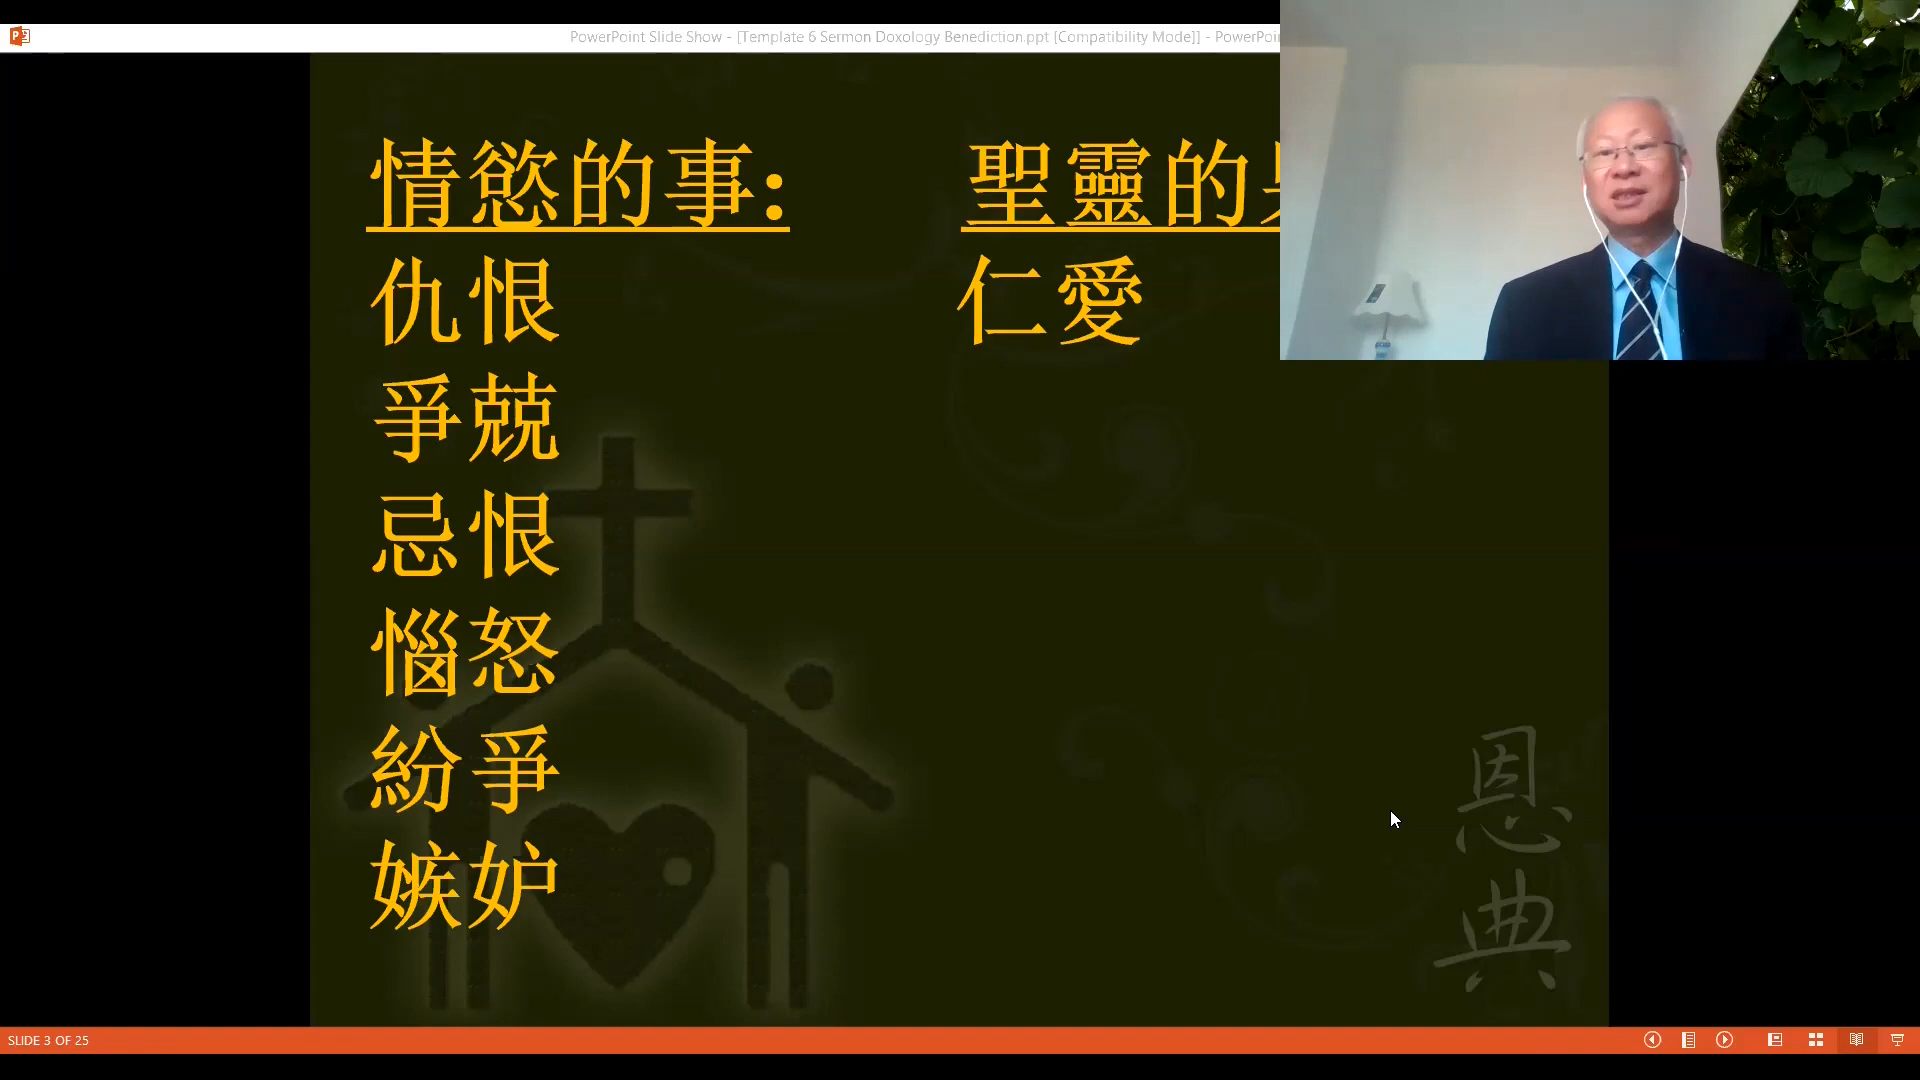 PowerPoint Slide Show - [Template 6 Sermon Doxology Benediction.ppt [Compatibility Mode]] -
情慾的事: 聖靈的
仇恨 仁愛
爭兢
忌恨
惱怒
紛爭
嫉妒
恩典
SLIDE 3 OF 25